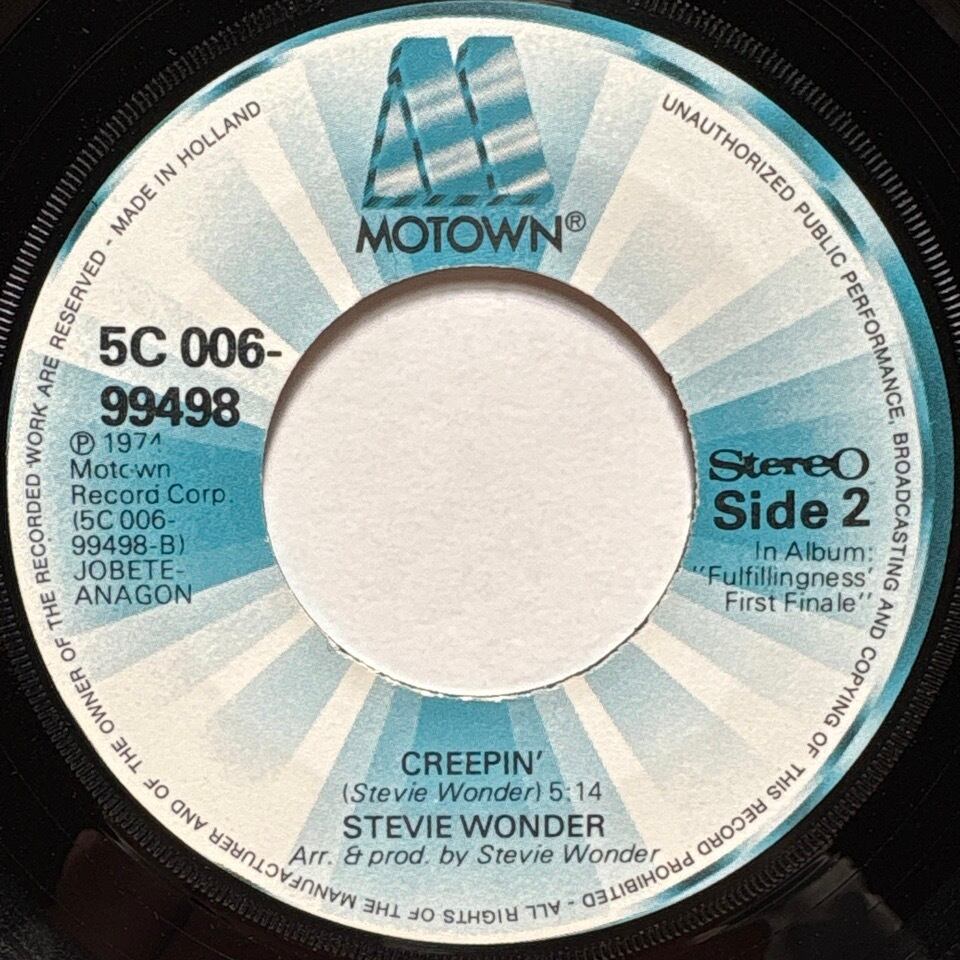 MOTOWN®
5C 006-
99498
℗ 1974
Motown
Record Corp.
(5C 006-
99498-B)
JOBETE-
ANAGON
Stereo
Side 2
In Album:
"Fulfillingness'
First Finale"
CREEPIN'
(Stevie Wonder) 5:14
STEVIE WONDER
Arr. & prod. by Stevie Wonder
UNAUTHORIZED PUBLIC PERFORMANCE, BROADCASTING AND COPYING OF THIS RECORD PROHIBITED - ALL RIGHTS OF THE MANUFACTURER AND OF THE OWNER OF THE RECORDED WORK ARE RESERVED - MADE IN HOLLAND